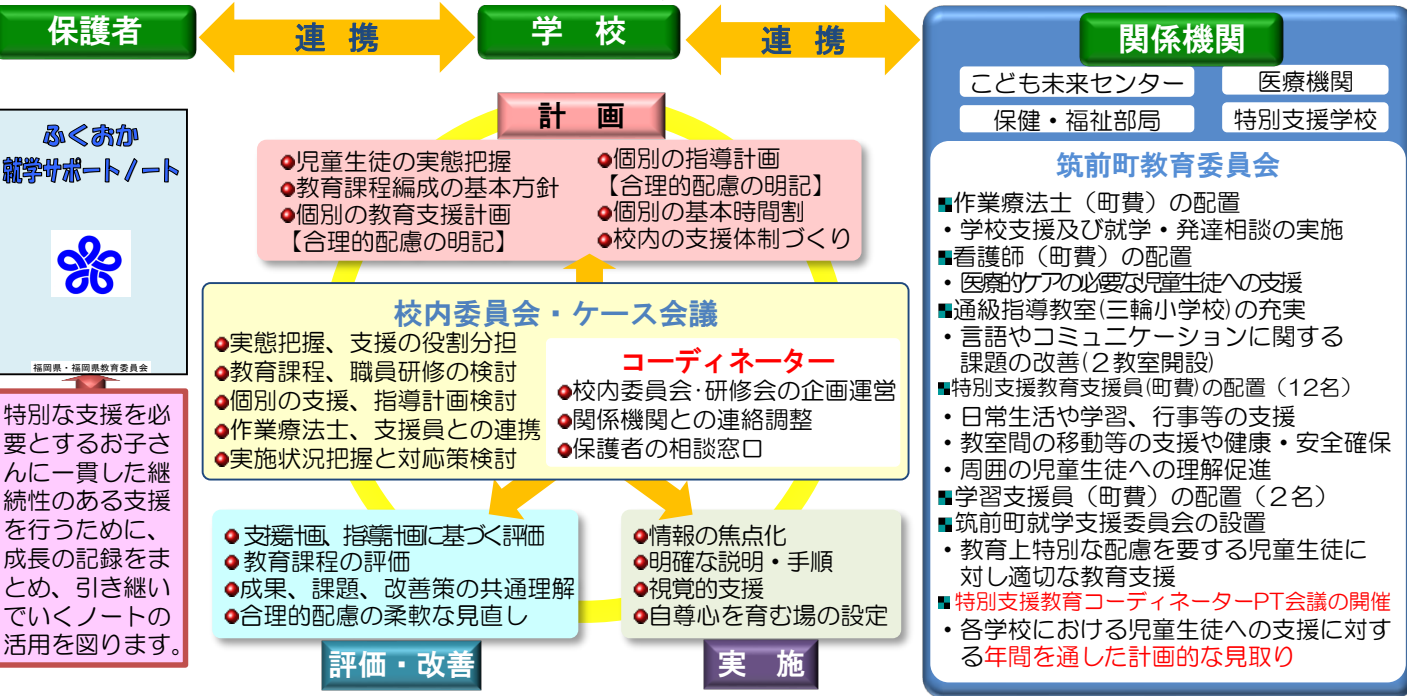 保護者
連 携
学 校
連 携
関係機関
ふくおか
就学サポートノート
福岡県・福岡県教育委員会
特別な支援を必
要とするお子さ
んに一貫した継
続性のある支援
を行うために、
成長の記録をま
とめ、引き継い
でいくノートの
活用を図ります。
計 画
●児童生徒の実態把握
●教育課程編成の基本方針
●個別の教育支援計画
【合理的配慮の明記】
●個別の指導計画
【合理的配慮の明記】
●個別の基本時間割
●校内の支援体制づくり
校内委員会・ケース会議
●実態把握、支援の役割分担
●教育課程、職員研修の検討
●個別の支援、指導計画検討
●作業療法士、支援員との連携
●実施状況把握と対応策検討
コーディネーター
●校内委員会・研修会の企画運営
●関係機関との連絡調整
●保護者の相談窓口
●支援計画、指導計画に基づく評価
●教育課程の評価
●成果、課題、改善策の共通理解
●合理的配慮の柔軟な見直し
評価・改善
●情報の焦点化
●明確な説明・手順
●視覚的支援
●自尊心を育む場の設定
実 施
こども未来センター
医療機関
保健・福祉部局
特別支援学校
筑前町教育委員会
■作業療法士（町費）の配置
・学校支援及び就学・発達相談の実施
■看護師（町費）の配置
・医療的ケアの必要な児童生徒への支援
■通級指導教室(三輪小学校)の充実
・言語やコミュニケーションに関する
課題の改善(２教室開設)
■特別支援教育支援員(町費)の配置（12名）
・日常生活や学習、行事等の支援
・教室間の移動等の支援や健康・安全確保
・周囲の児童生徒への理解促進
■学習支援員（町費）の配置（２名）
■筑前町就学支援委員会の設置
・教育上特別な配慮を要する児童生徒に
対し適切な教育支援
■特別支援教育コーディネーターPT会議の開催
・各学校における児童生徒への支援に対す
る年間を通した計画的な見取り